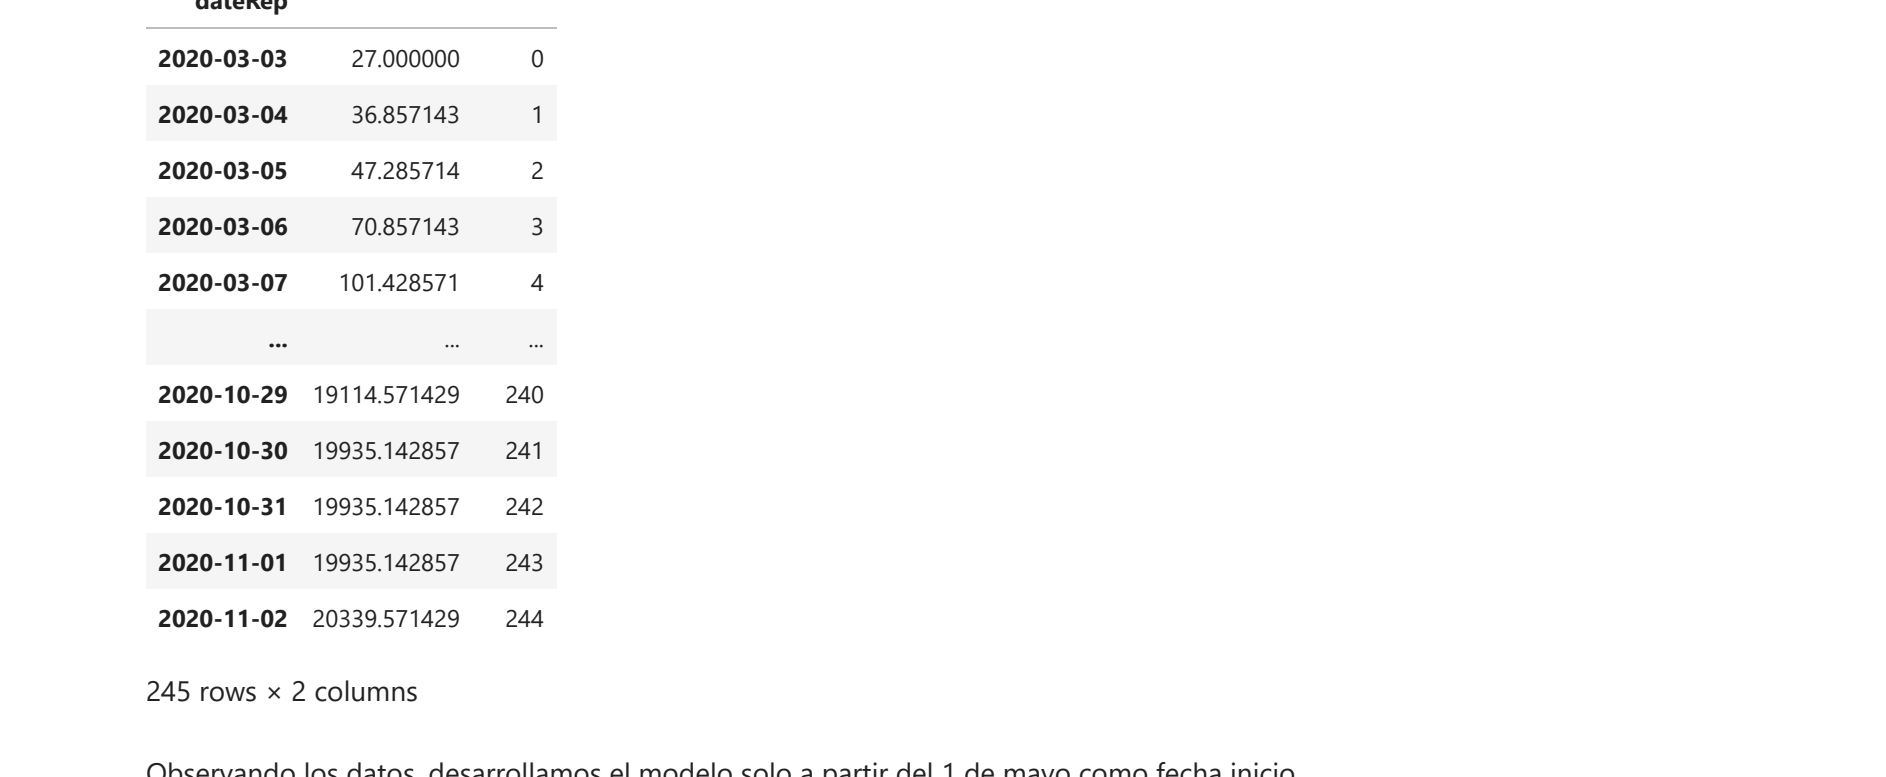 dateRep
2020-03-03 27.000000 0
2020-03-04 36.857143 1
2020-03-05 47.285714 2
2020-03-06 70.857143 3
2020-03-07 101.428571 4
... ... ...
2020-10-29 19114.571429 240
2020-10-30 19935.142857 241
2020-10-31 19935.142857 242
2020-11-01 19935.142857 243
2020-11-02 20339.571429 244
245 rows × 2 columns
Observando los datos, desarrollamos el modelo solo a partir del 1 de mayo como fecha inicio